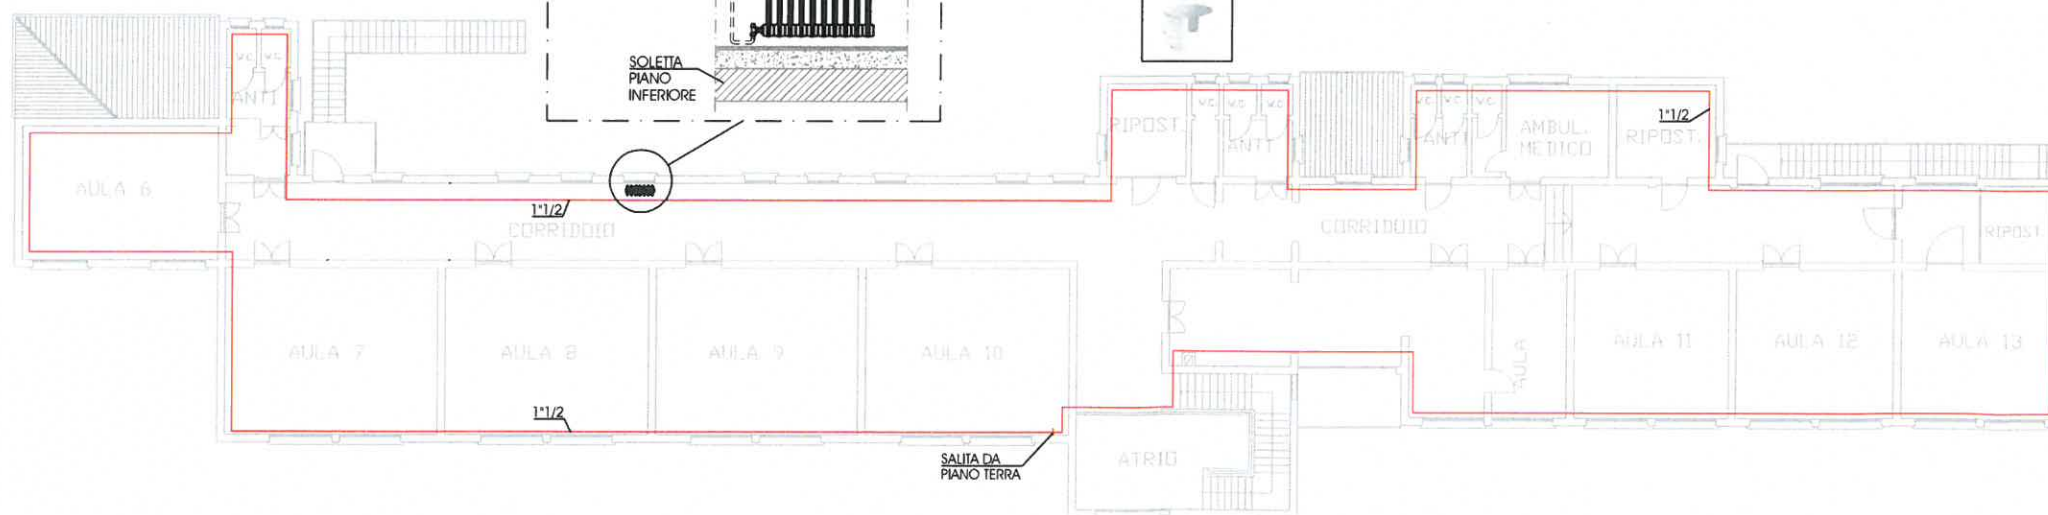 SOLETTA
PIANO
INFERIORE
W.C.
W.C.
ANTI
RIPOST.
W.C.
W.C.
W.C.
ANTI
W.C.
W.C.
W.C.
ANTI
AMBUL.
MEDICO
RIPOST.
1"1/2
AULA 6
1"1/2
CORRIDOIO
CORRIDOIO
RIPOST.
AULA 7
AULA 8
AULA 9
AULA 10
AULA
AULA 11
AULA 12
AULA 13
1"1/2
SALITA DA
PIANO TERRA
ATRIO